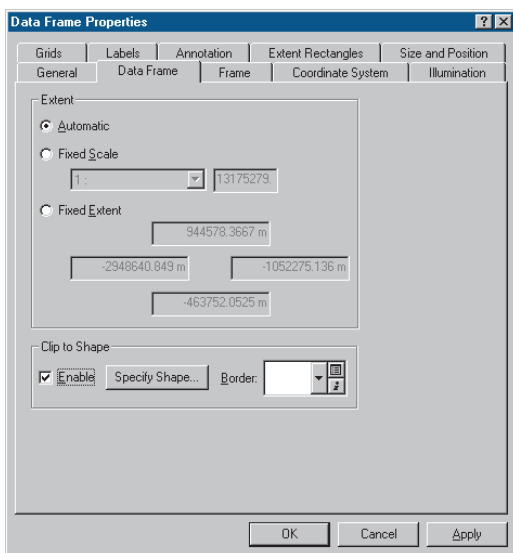 Data Frame Properties
Grids Labels Annotation Extent Rectangles Size and Position
General Data Frame Frame Coordinate System Illumination
Extent
Automatic
Fixed Scale
1 : 13175279.
Fixed Extent
944578.3667 m
-2948640.849 m -1052275.136 m
-463752.0525 m
Clip to Shape
Enable Specify Shape... Border:
OK Cancel Apply